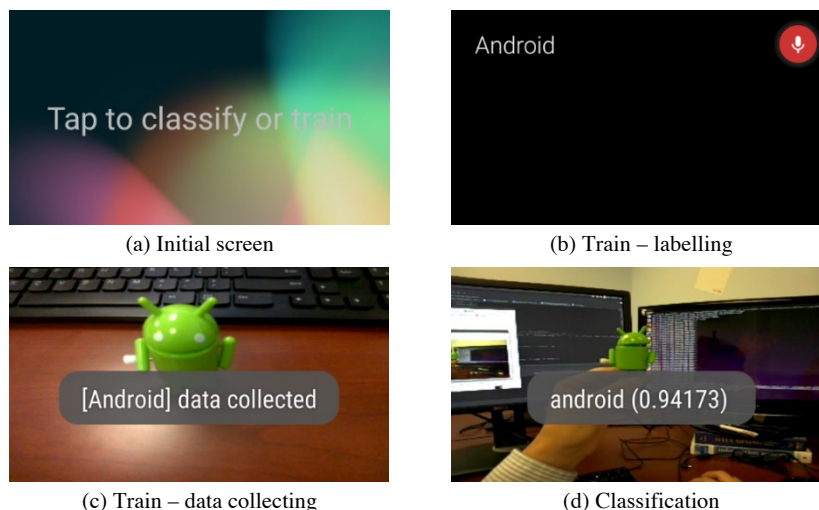 Tap to classify or train
Android
(a) Initial screen
(b) Train – labelling
[Android] data collected
android (0.94173)
(c) Train – data collecting
(d) Classification